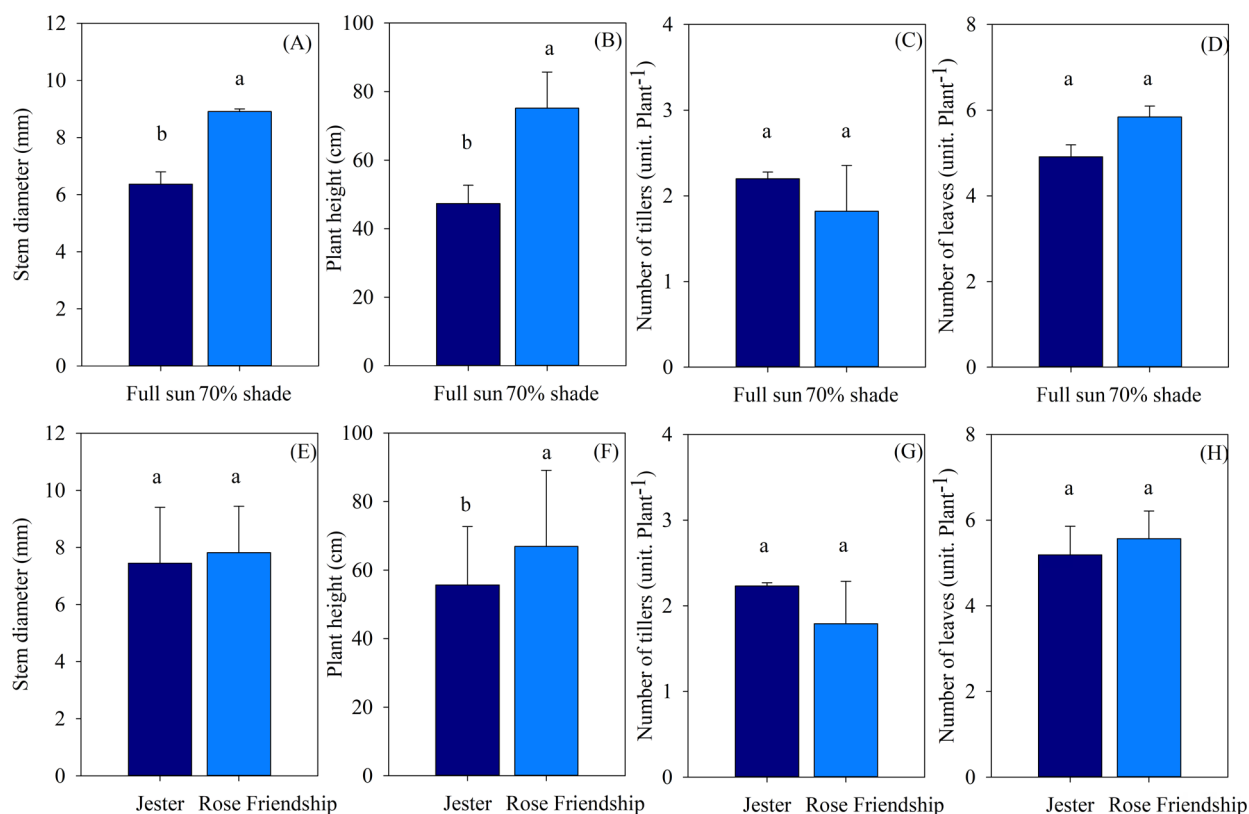 (A)
Stem diameter (mm)
12
10
8
6
4
2
0
b
a
Full sun 70% shade
(B)
Plant height (cm)
100
80
60
40
20
0
b
a
Full sun 70% shade
(C)
Number of tillers (unit. Plant-1)
4
3
2
1
0
a
a
Full sun 70% shade
(D)
Number of leaves (unit. Plant-1)
8
6
4
2
0
a
a
Full sun 70% shade
(E)
Stem diameter (mm)
12
10
8
6
4
2
0
a
a
Jester Rose Friendship
(F)
Plant height (cm)
100
80
60
40
20
0
b
a
Jester Rose Friendship
(G)
Number of tillers (unit. Plant-1)
4
3
2
1
0
a
a
Jester Rose Friendship
(H)
Number of leaves (unit. Plant-1)
8
6
4
2
0
a
a
Jester Rose Friendship